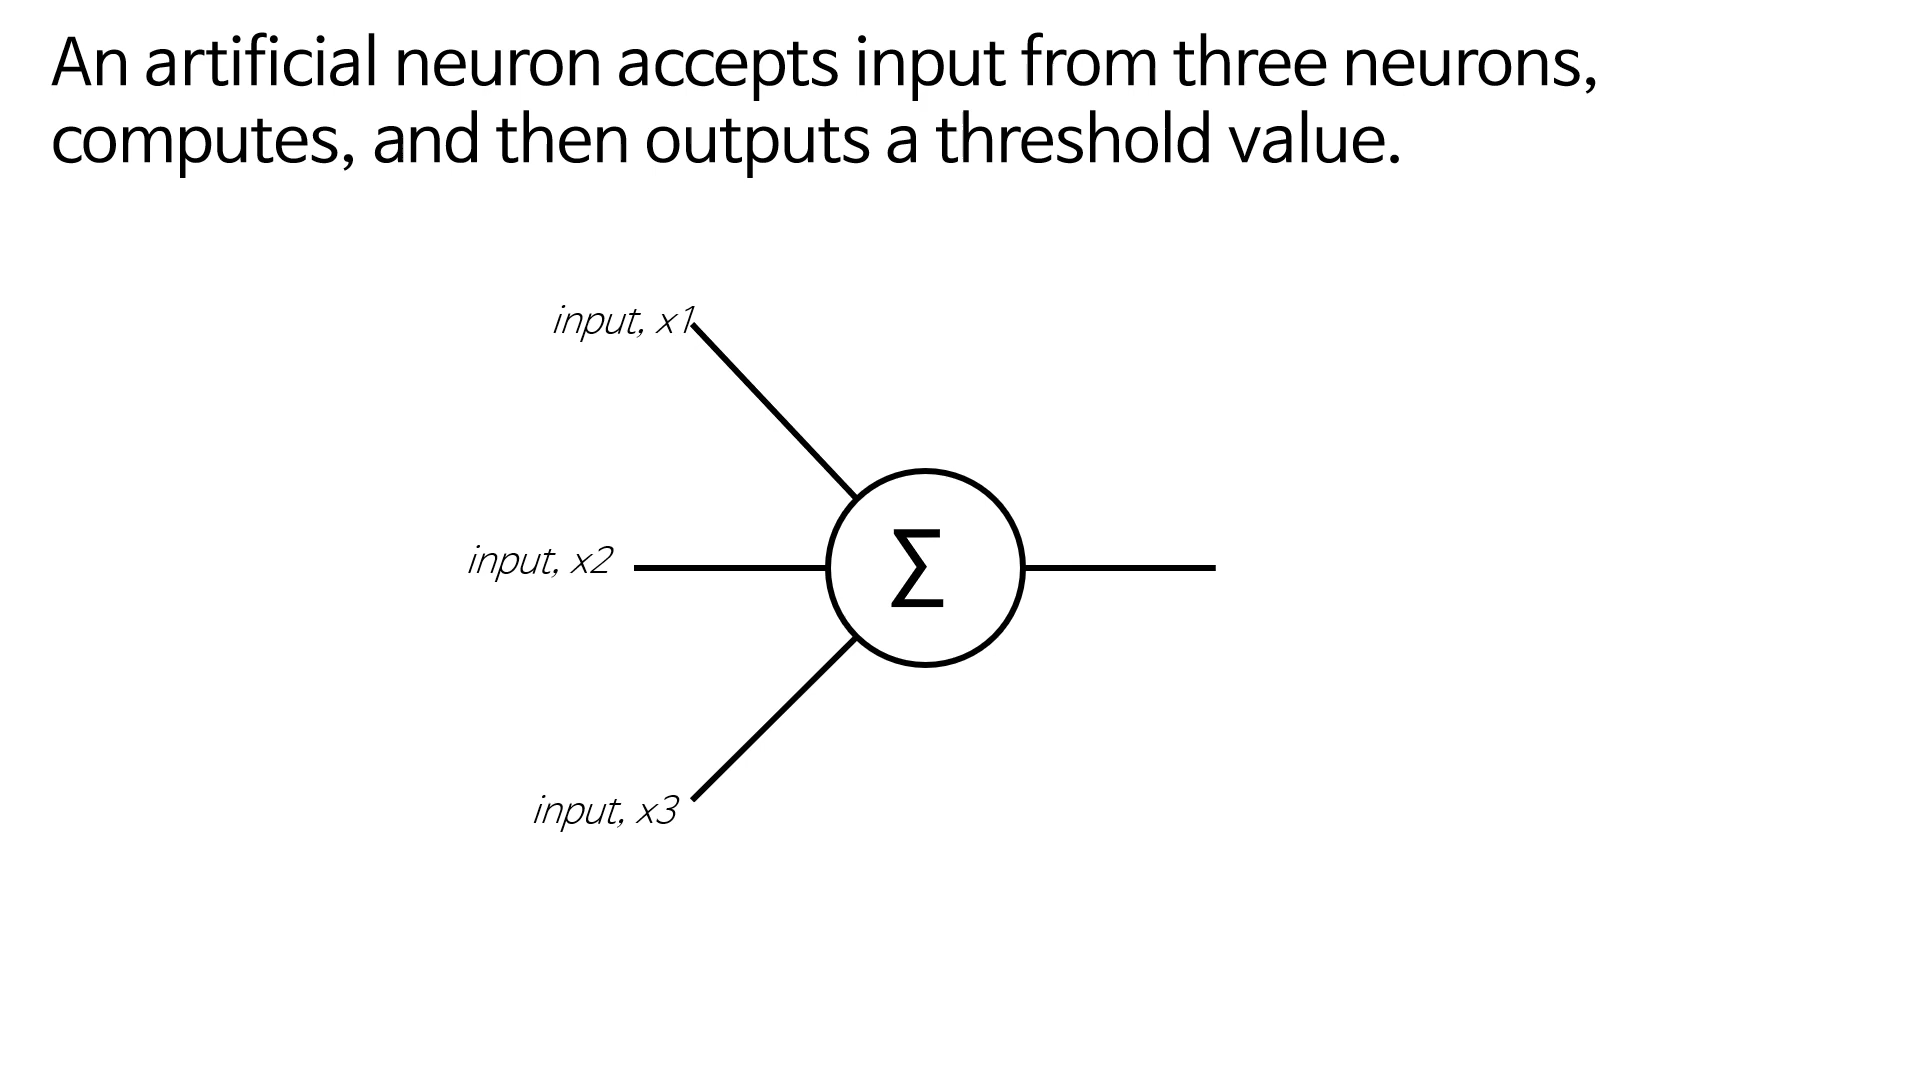 An artificial neuron accepts input from three neurons,
computes, and then outputs a threshold value.
input, x1
input, x2
Σ
input, x3